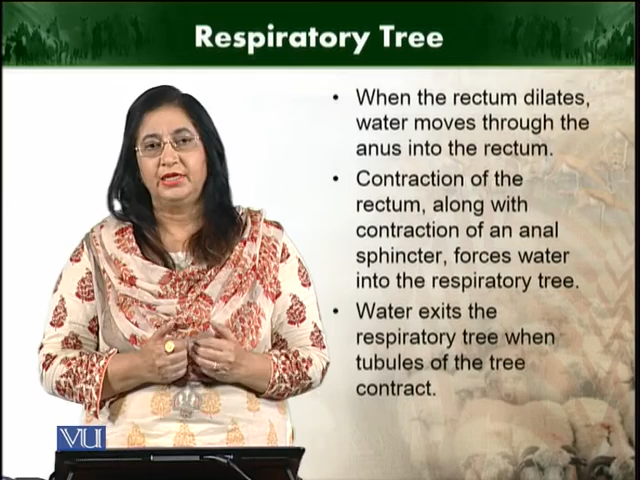 Respiratory Tree
• When the rectum dilates,
water moves through the
anus into the rectum.
• Contraction of the
rectum, along with
contraction of an anal
sphincter, forces water
into the respiratory tree.
• Water exits the
respiratory tree when
tubules of the tree
contract.
VU